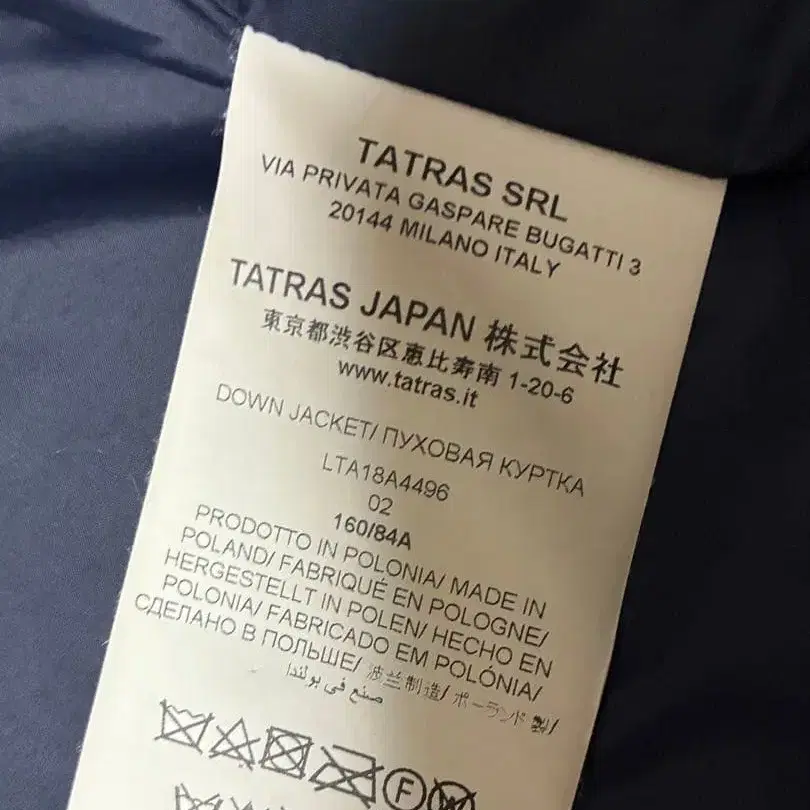 TATRAS SRL
VIA PRIVATA GASPARE BUGATTI 3
20144 MILANO ITALY
TATRAS JAPAN 株式会社
東京都渋谷区恵比寿南 1-20-6
www.tatras.it
DOWN JACKET/ ПУХОВАЯ КУРТКА
LTA18A4496
02
160/84A
PRODOTTO IN POLONIA/ MADE IN
POLAND/ FABRIQUÉ EN POLOGNE/
HERGESTELLT IN POLEN/ HECHO EN
POLONIA/ FABRICADO EM POLÓNIA/
СДЕЛАНО В ПОЛЬШЕ/ 波兰制造/ ポーランド製/
صنع في بولندا
F
W